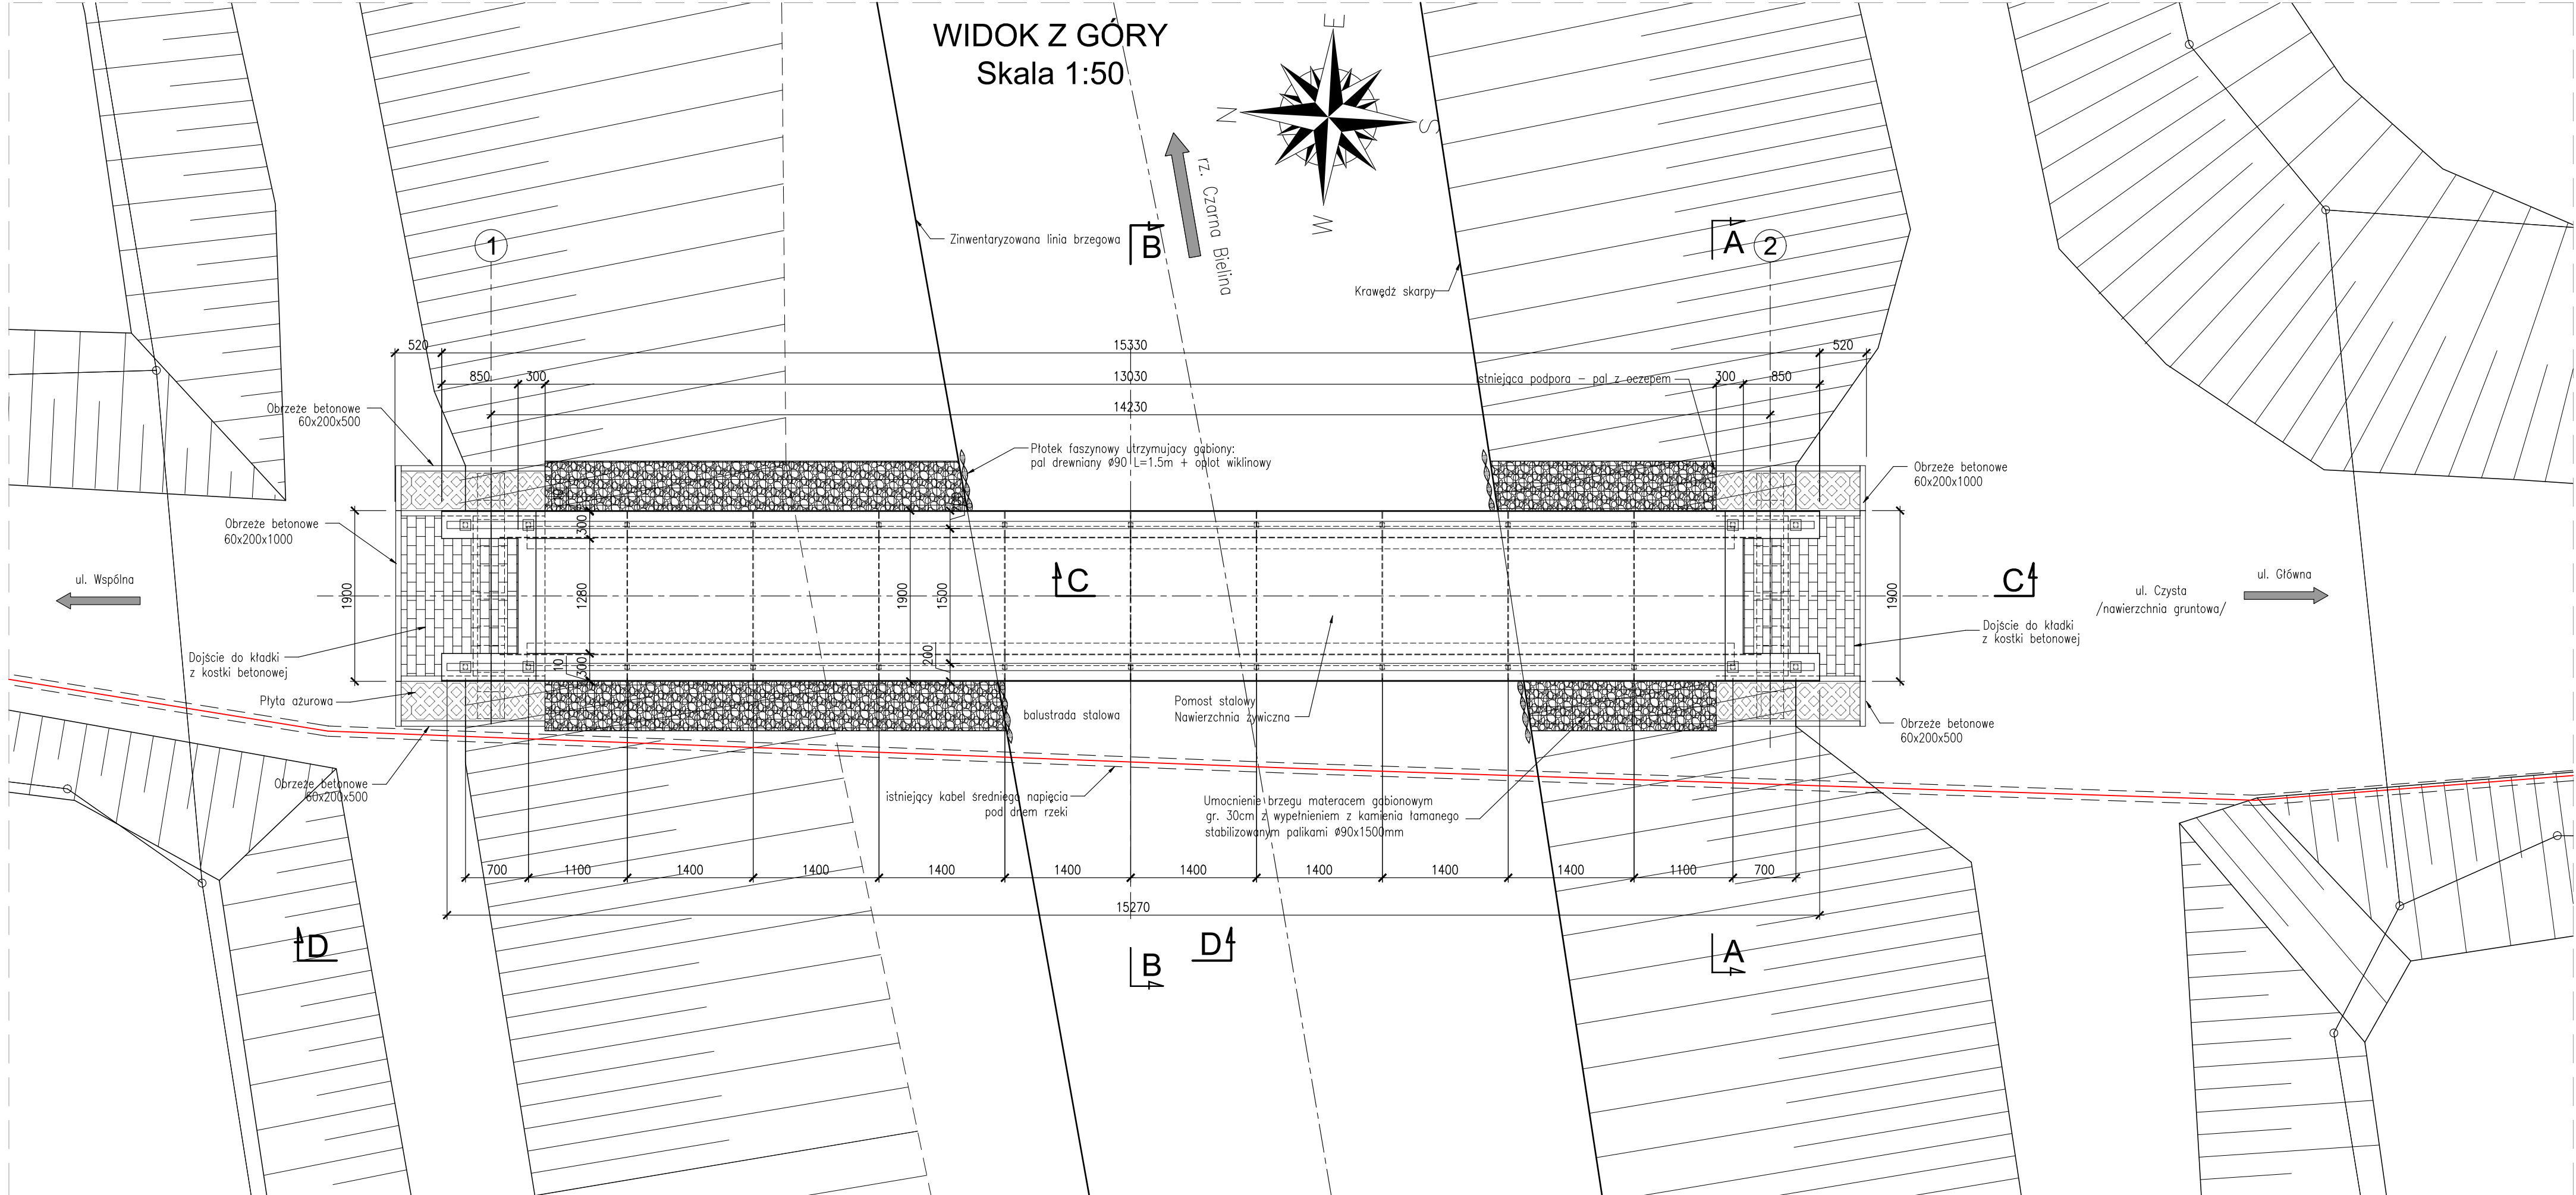 WIDOK Z GÓRY
Skala 1:50
E
N
S
W
rz. Czarna Bielina
Zinwentaryzowana linia brzegowa
B
A
1
2
Krawędź skarpy
520
15330
520
850
300
13030
300
850
istniejąca podpora - pal z oczepem
14230
Obrzeże betonowe
60x200x500
Płotek faszynowy utrzymujacy gabiony:
pal drewniany Ø90 L=1.5m + oplot wiklinowy
Obrzeże betonowe
60x200x1000
Obrzeże betonowe
60x200x1000
300
ul. Wspólna
1900
1280
1900
1500
C
C
1900
ul. Czysta
/nawierzchnia gruntowa/
ul. Główna
Dojście do kładki
z kostki betonowej
Dojście do kładki
z kostki betonowej
10
300
200
Płyta ażurowa
balustrada stalowa
Pomost stalowy
Nawierzchnia żywiczna
Obrzeże betonowe
60x200x500
Obrzeże betonowe
60x200x500
istniejący kabel średniego napięcia
pod dnem rzeki
Umocnienie brzegu materacem gabionowym
gr. 30cm z wypełnieniem z kamienia łamanego
stabilizowanym palikami Ø90x1500mm
700
1100
1400
1400
1400
1400
1400
1400
1400
1400
1100
700
15270
D
B
D
A